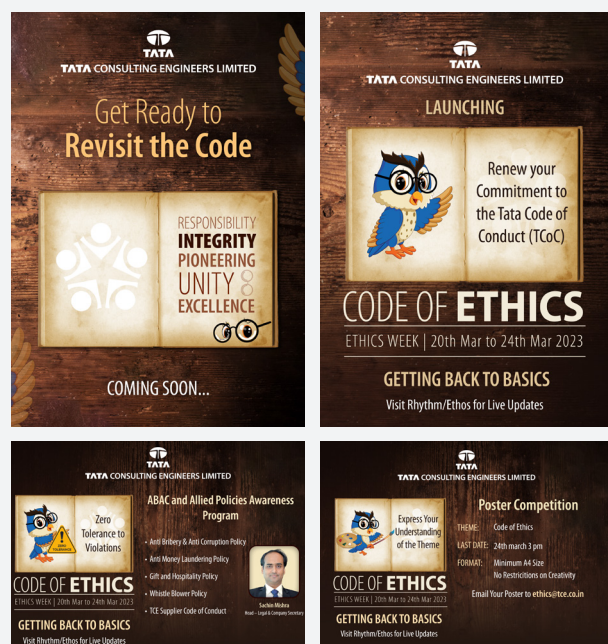 TATA
TATA CONSULTING ENGINEERS LIMITED
Get Ready to
Revisit the Code
RESPONSIBILITY
INTEGRITY
PIONEERING
UNITY
EXCELLENCE
COMING SOON...
TATA
TATA CONSULTING ENGINEERS LIMITED
LAUNCHING
Renew your
Commitment to
the Tata Code of
Conduct (TCoC)
CODE OF ETHICS
ETHICS WEEK | 20th Mar to 24th Mar 2023
GETTING BACK TO BASICS
Visit Rhythm/Ethos for Live Updates
TATA
TATA CONSULTING ENGINEERS LIMITED
Zero
Tolerance to
Violations
ZERO
TOLERANCE
CODE OF ETHICS
ETHICS WEEK | 20th Mar to 24th Mar 2023
GETTING BACK TO BASICS
Visit Rhythm/Ethos for Live Updates
ABAC and Allied Policies Awareness
Program
• Anti Bribery & Anti Corruption Policy
• Anti Money Laundering Policy
• Gift and Hospitality Policy
• Whistle Blower Policy
• TCE Supplier Code of Conduct
Sachin Mishra
Head – Legal & Company Secretary
TATA
TATA CONSULTING ENGINEERS LIMITED
Express Your
Understanding
of the Theme
CODE OF ETHICS
ETHICS WEEK | 20th Mar to 24th Mar 2023
GETTING BACK TO BASICS
Visit Rhythm/Ethos for Live Updates
Poster Competition
THEME: Code of Ethics
LAST DATE: 24th march 3 pm
FORMAT: Minimum A4 Size
No Restricitions on Creativity
Email Your Poster to ethics@tce.co.in